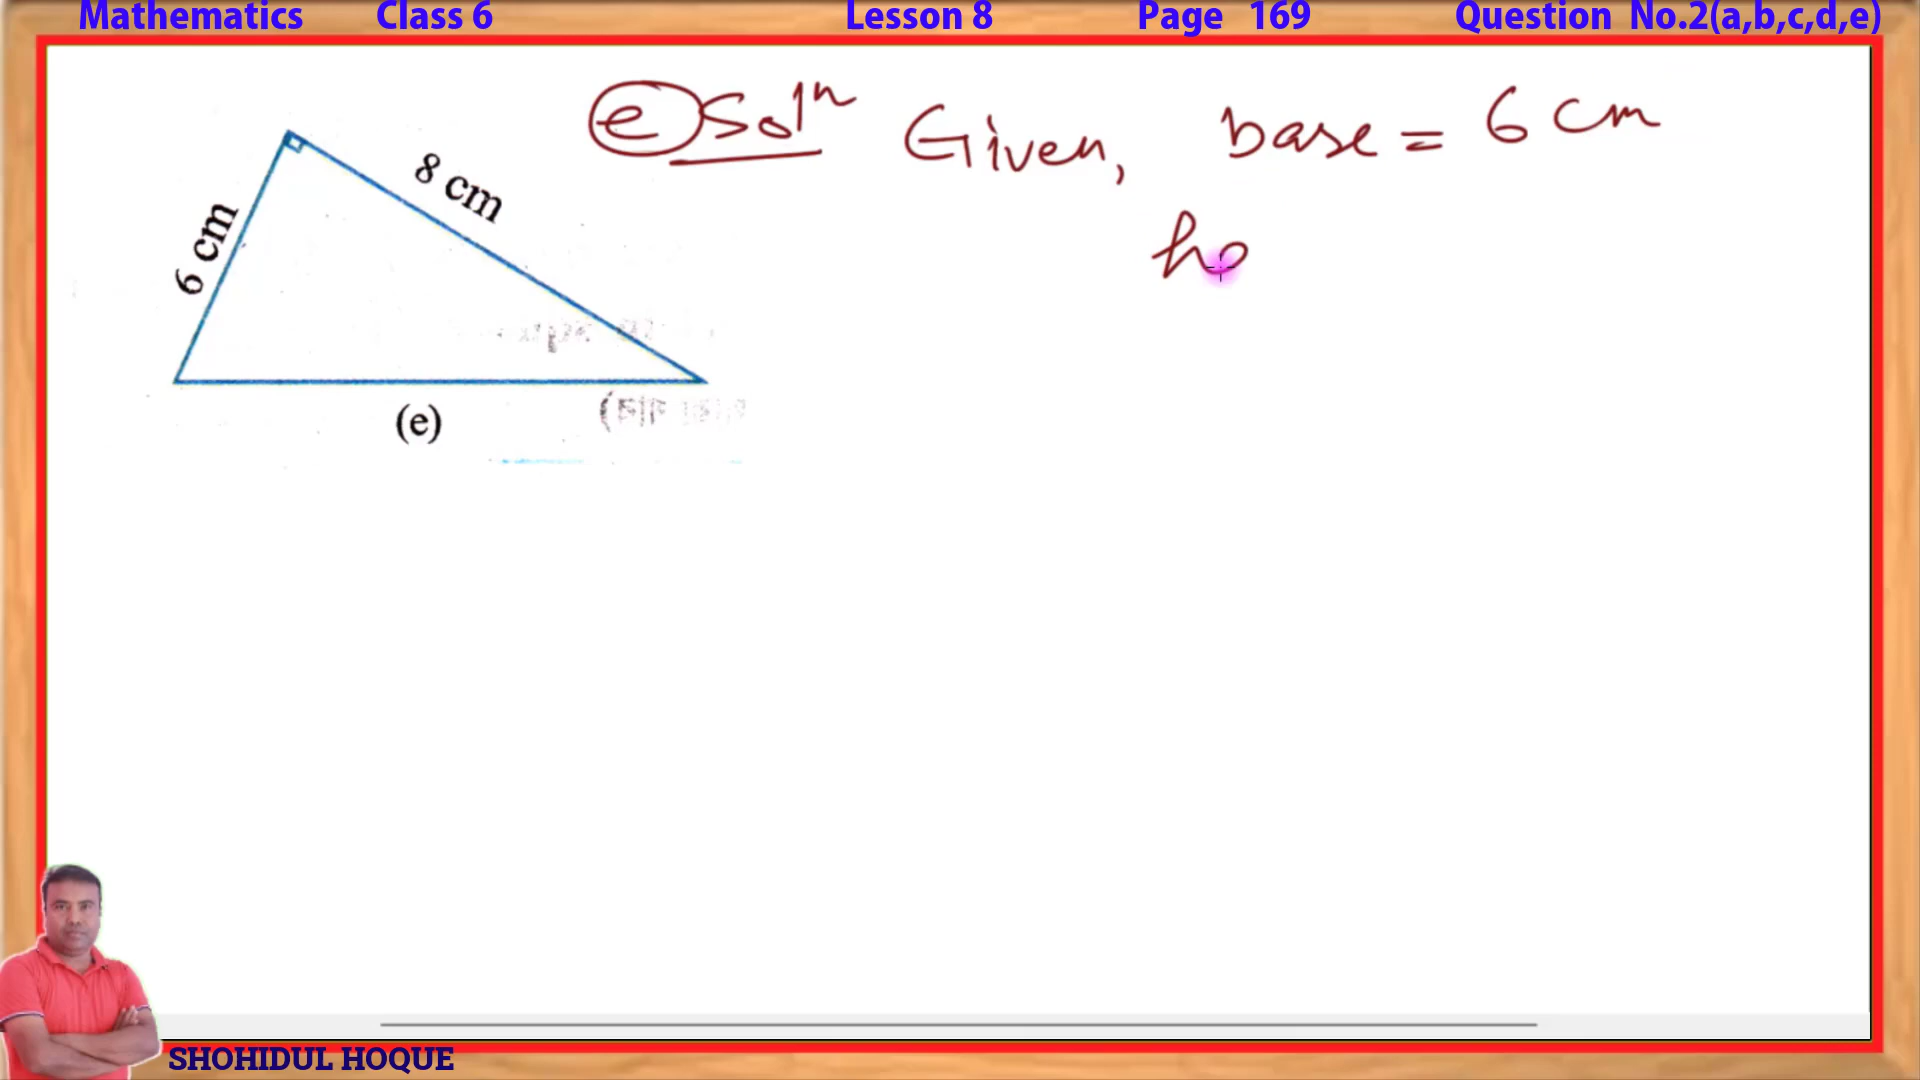 Mathematics Class 6 Lesson 8 Page 169 Question No.2(a,b,c,d,e)
e Solⁿ Given, base = 6 cm
he
8 cm
6 cm
(e)
SHOHIDUL HOQUE